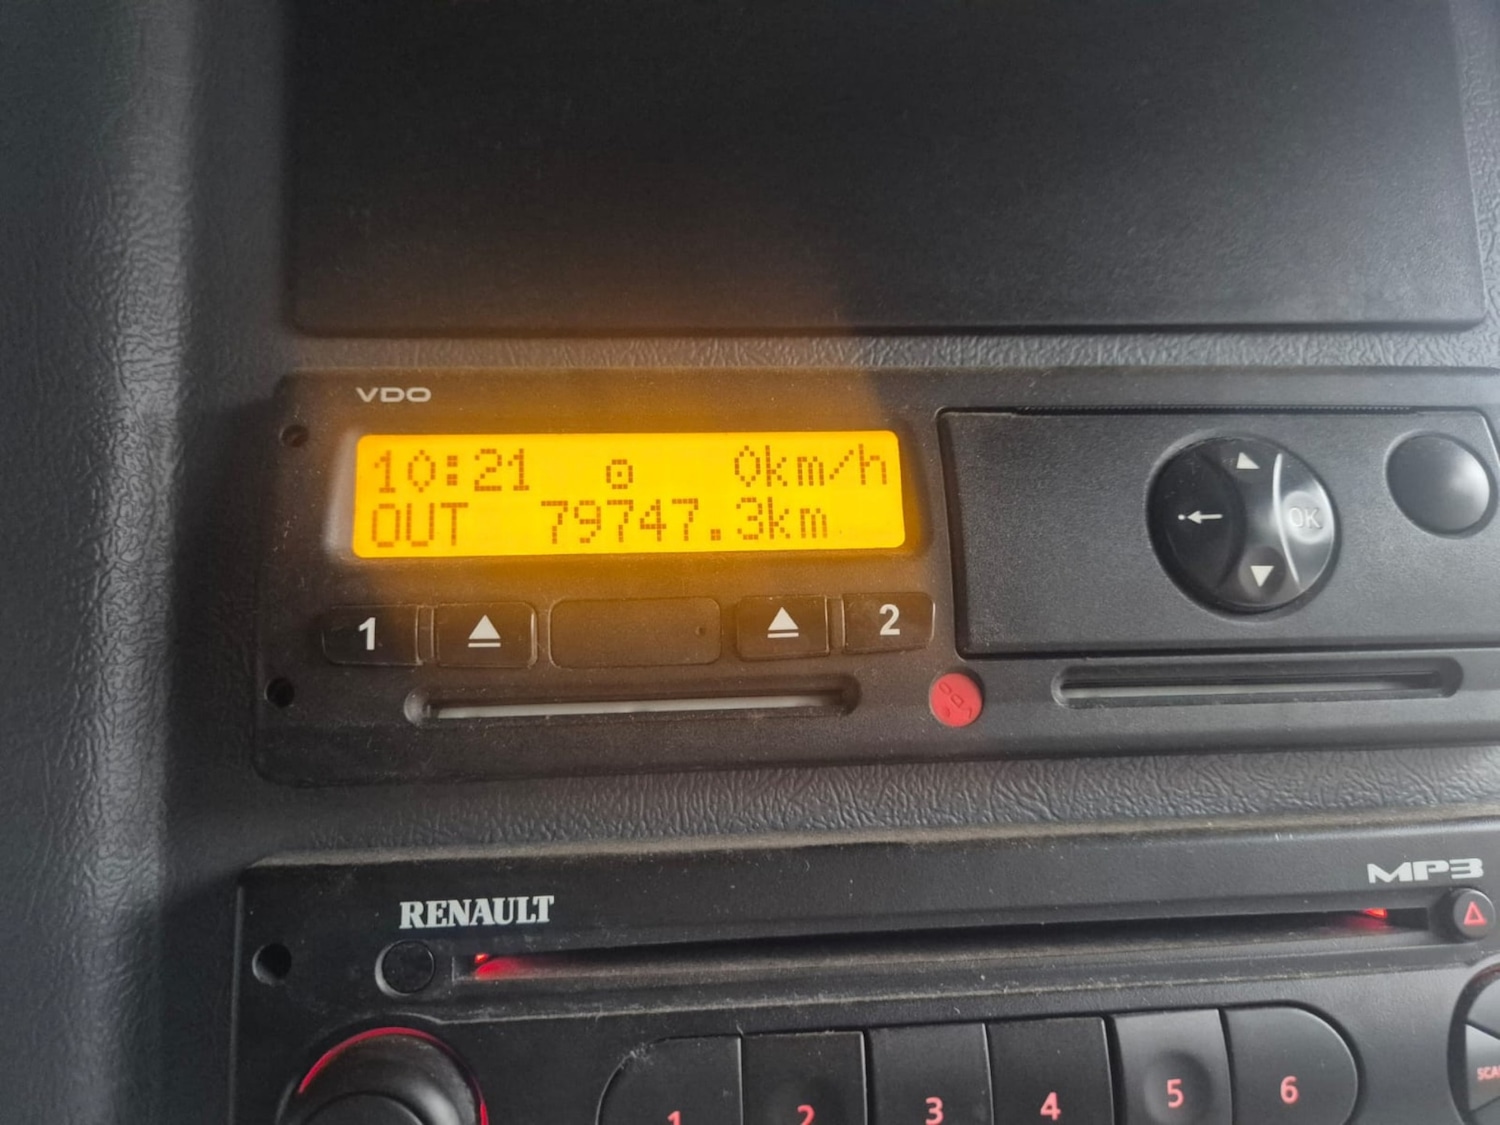 VDO
10:21 0km/h
OUT 79747.3km
1 2
OK
RENAULT
MP3
1 2 3 4 5 6